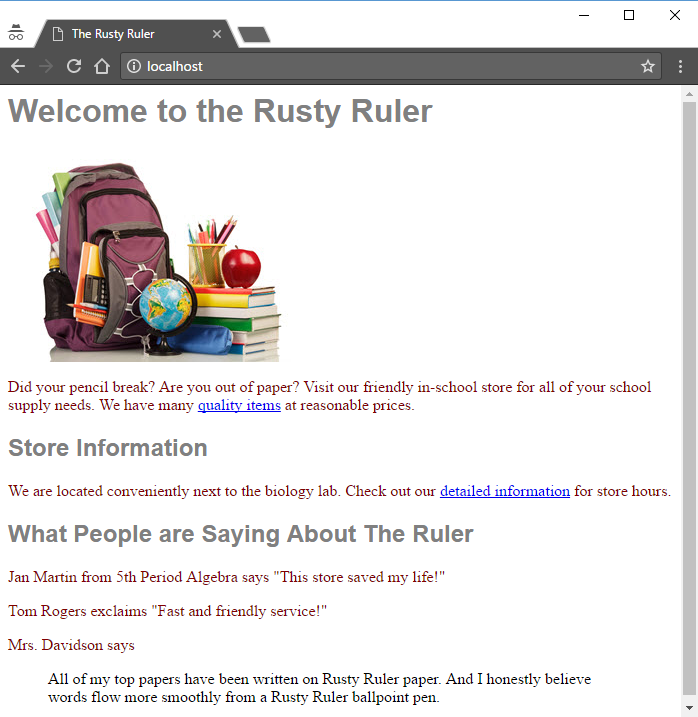 The Rusty Ruler
localhost
Welcome to the Rusty Ruler
Did your pencil break? Are you out of paper? Visit our friendly in-school store for all of your school
supply needs. We have many quality items at reasonable prices.
Store Information
We are located conveniently next to the biology lab. Check out our detailed information for store hours.
What People are Saying About The Ruler
Jan Martin from 5th Period Algebra says "This store saved my life!"
Tom Rogers exclaims "Fast and friendly service!"
Mrs. Davidson says
All of my top papers have been written on Rusty Ruler paper. And I honestly believe
words flow more smoothly from a Rusty Ruler ballpoint pen.